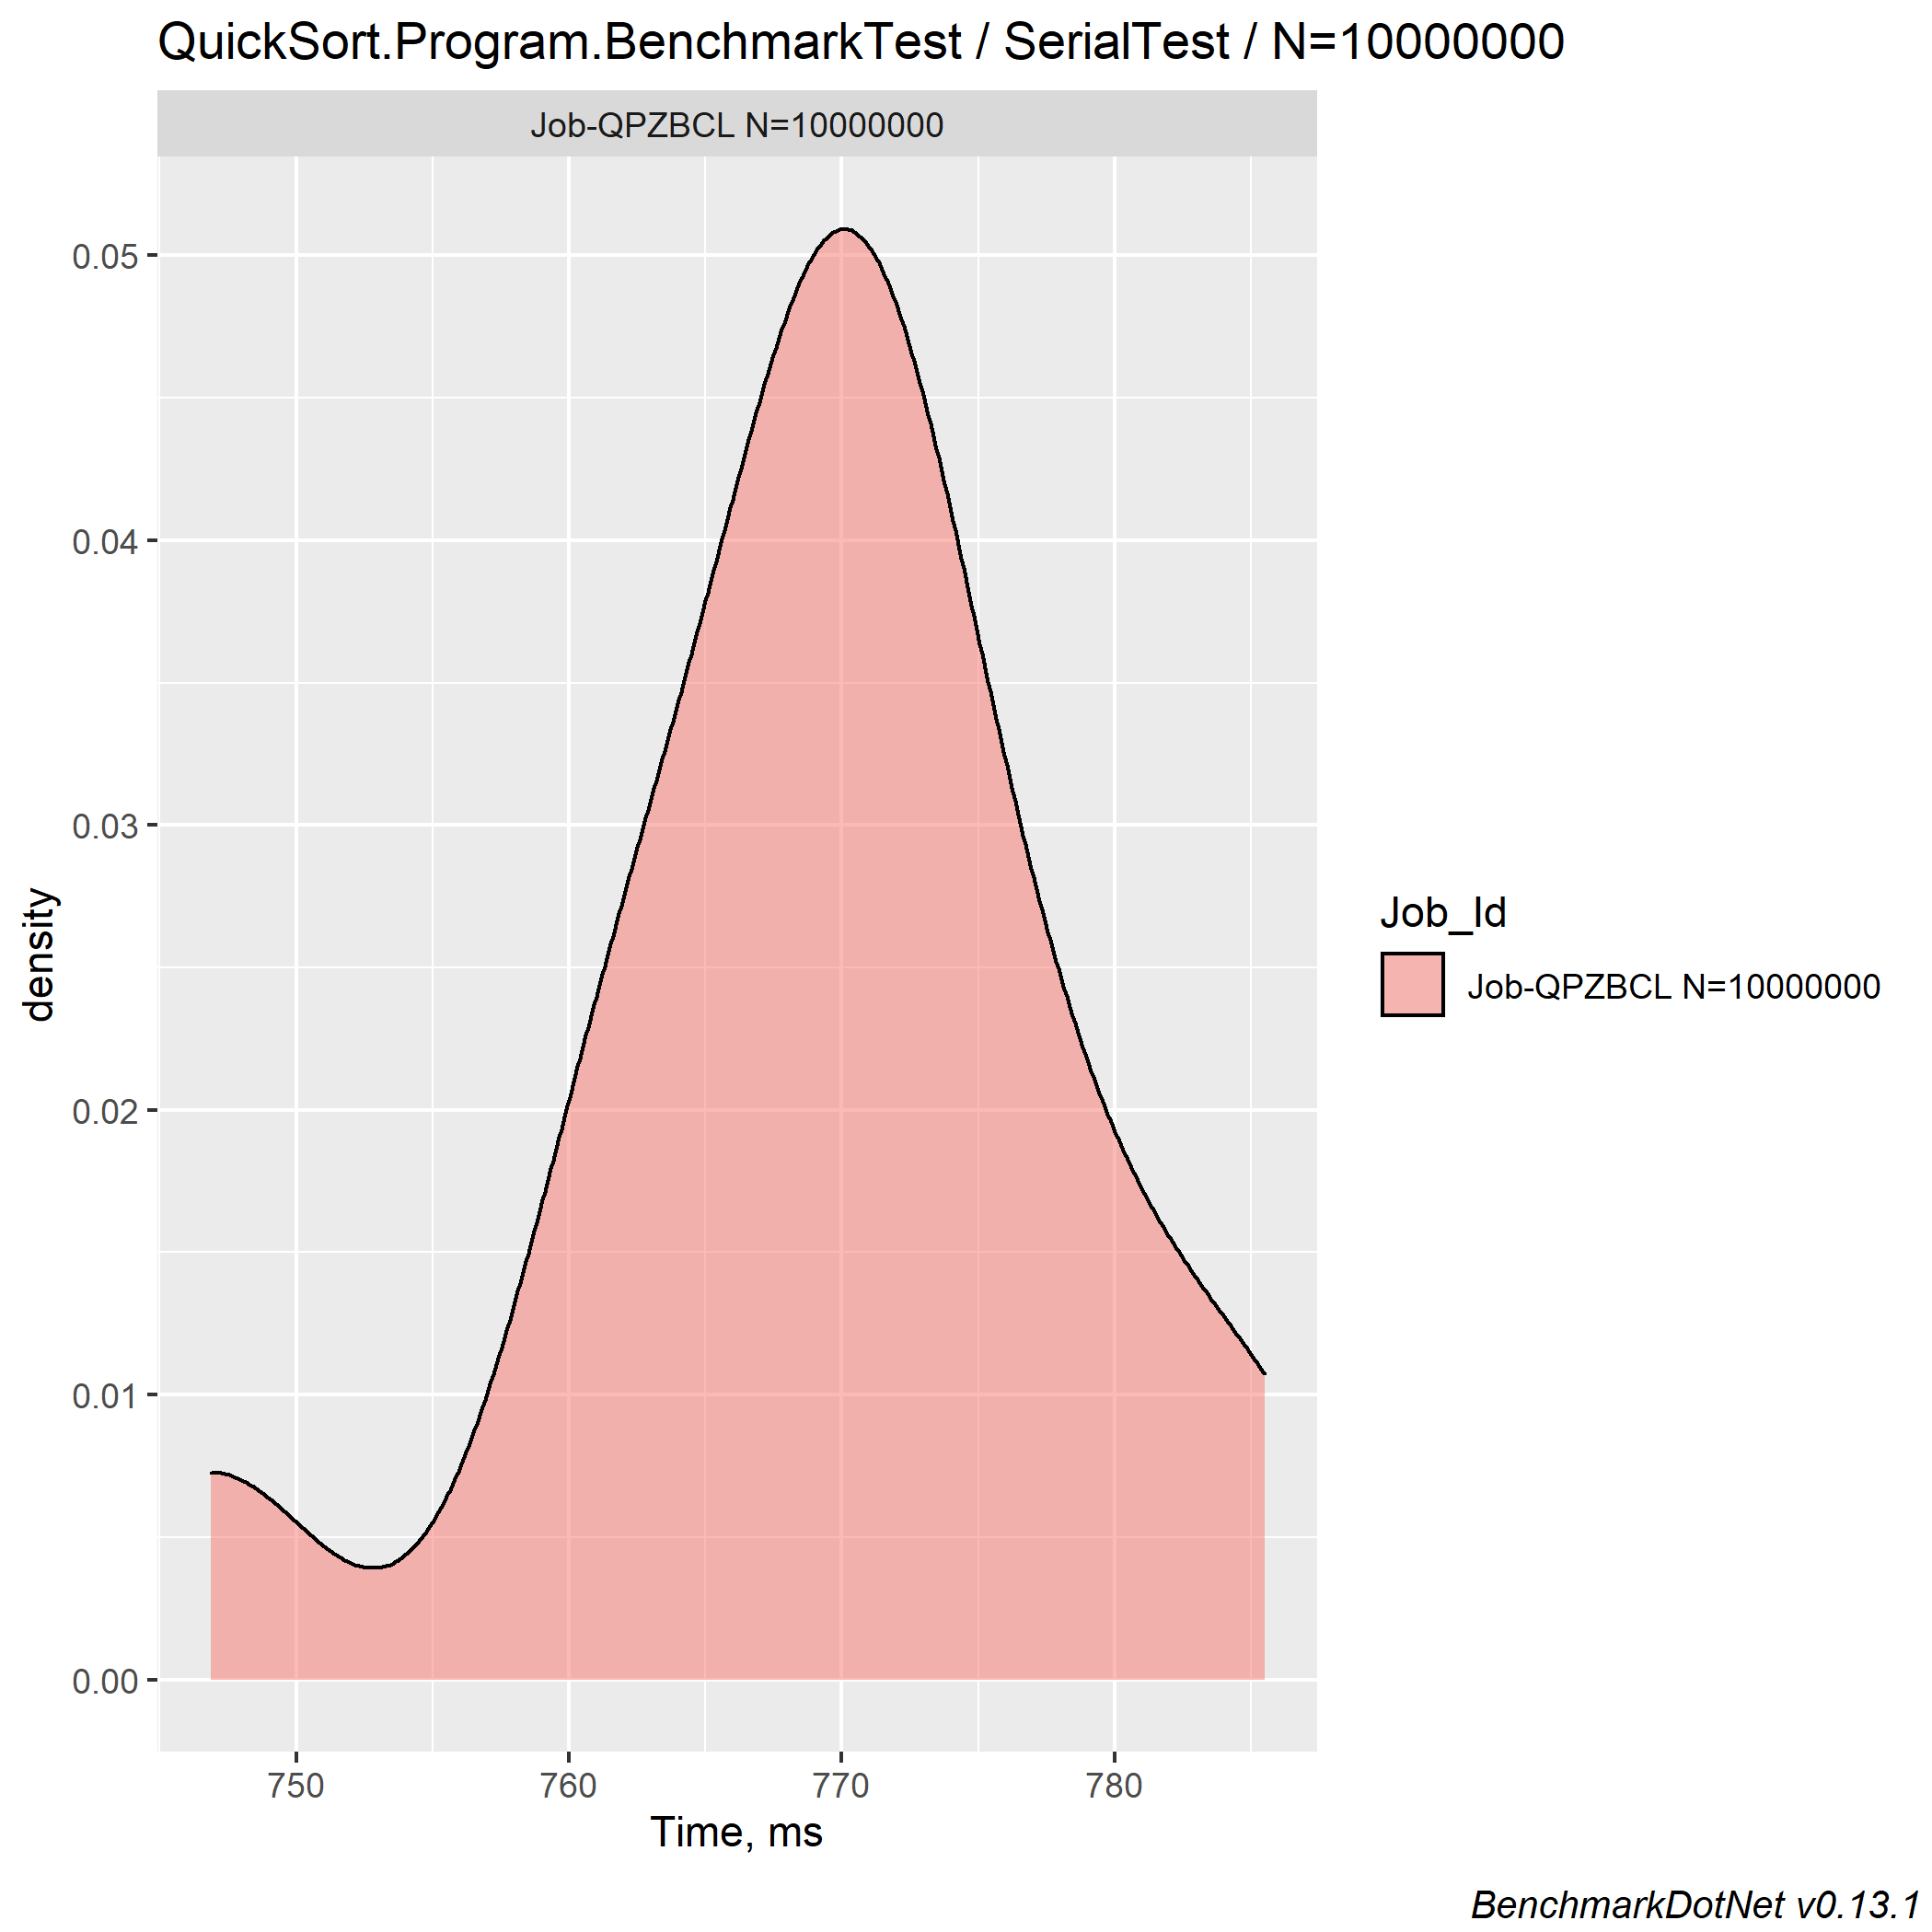 QuickSort.Program.BenchmarkTest / SerialTest / N=10000000
Job-QPZBCL N=10000000
0.05
0.04
0.03
0.02
0.01
0.00
density
750 760 770 780
Time, ms
Job_Id
Job-QPZBCL N=10000000
BenchmarkDotNet v0.13.1